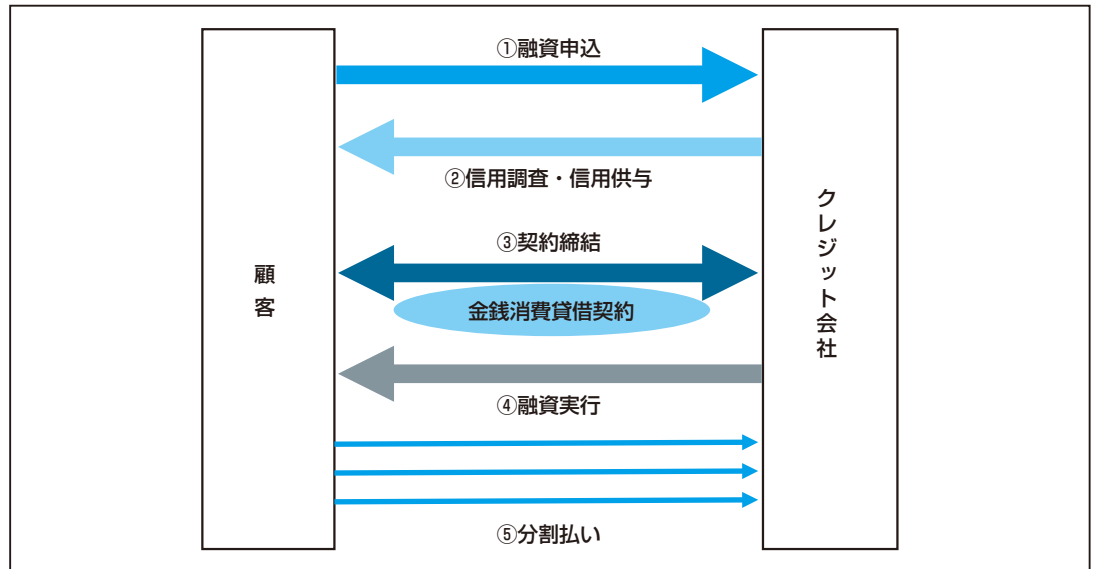 ①融資申込
②信用調査・信用供与
③契約締結
顧客
金銭消費貸借契約
クレジット会社
④融資実行
⑤分割払い